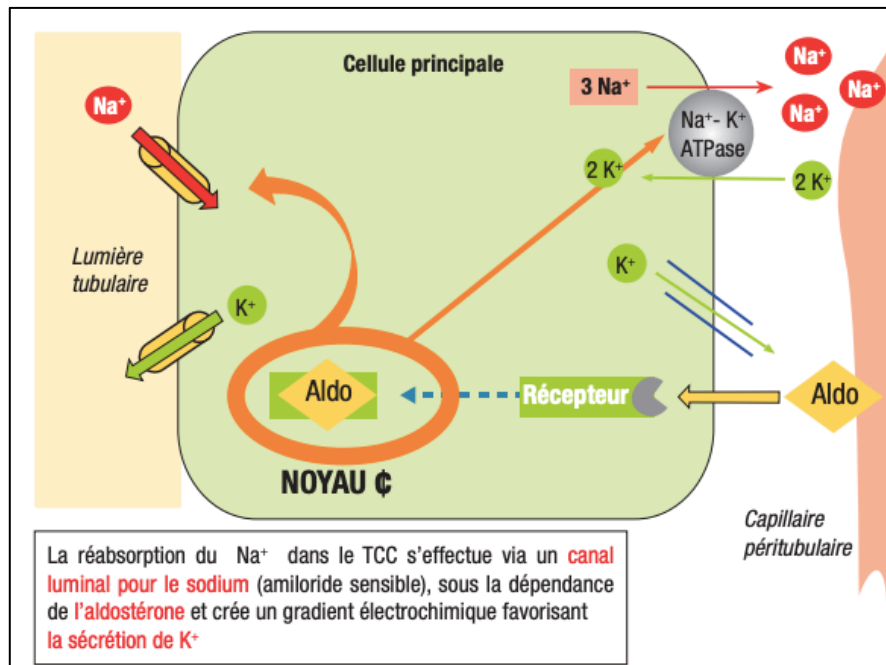 Cellule principale
Na⁺
3 Na⁺
Na⁺
Na⁺
Na⁺
Na⁺- K⁺
ATPase
2 K⁺
2 K⁺
Lumière
tubulaire
K⁺
K⁺
Aldo
Récepteur
Aldo
NOYAU ₵
Capillaire
péritubulaire
La réabsorption du Na⁺ dans le TCC s’effectue via un canal
luminal pour le sodium (amiloride sensible), sous la dépendance
de l’aldostérone et crée un gradient électrochimique favorisant
la sécrétion de K⁺